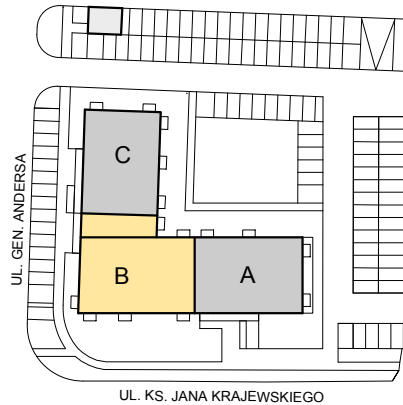 C
UL. GEN. ANDERSA
B
A
UL. KS. JANA KRAJEWSKIEGO